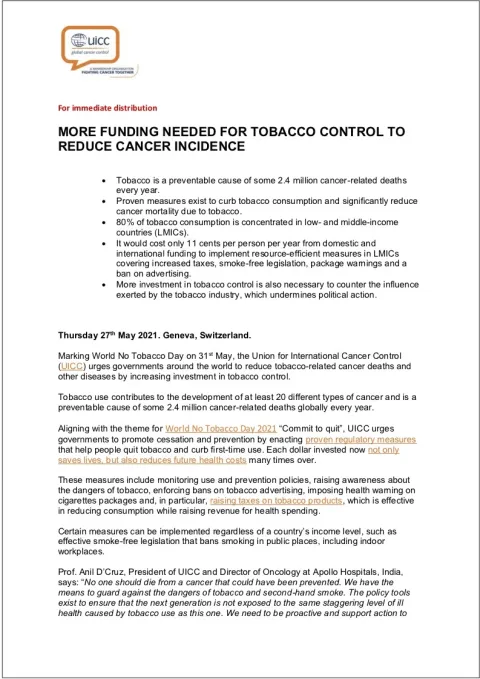 UICC
global cancer control
A MEMBERSHIP ORGANISATION
FIGHTING CANCER TOGETHER
For immediate distribution
MORE FUNDING NEEDED FOR TOBACCO CONTROL TO
REDUCE CANCER INCIDENCE
• Tobacco is a preventable cause of some 2.4 million cancer-related deaths
every year.
• Proven measures exist to curb tobacco consumption and significantly reduce
cancer mortality due to tobacco.
• 80% of tobacco consumption is concentrated in low- and middle-income
countries (LMICs).
• It would cost only 11 cents per person per year from domestic and
international funding to implement resource-efficient measures in LMICs
covering increased taxes, smoke-free legislation, package warnings and a
ban on advertising.
• More investment in tobacco control is also necessary to counter the influence
exerted by the tobacco industry, which undermines political action.
Thursday 27th May 2021. Geneva, Switzerland.
Marking World No Tobacco Day on 31st May, the Union for International Cancer Control
(UICC) urges governments around the world to reduce tobacco-related cancer deaths and
other diseases by increasing investment in tobacco control.
Tobacco use contributes to the development of at least 20 different types of cancer and is a
preventable cause of some 2.4 million cancer-related deaths globally every year.
Aligning with the theme for World No Tobacco Day 2021 “Commit to quit”, UICC urges
governments to promote cessation and prevention by enacting proven regulatory measures
that help people quit tobacco and curb first-time use. Each dollar invested now not only
saves lives, but also reduces future health costs many times over.
These measures include monitoring use and prevention policies, raising awareness about
the dangers of tobacco, enforcing bans on tobacco advertising, imposing health warning on
cigarettes packages and, in particular, raising taxes on tobacco products, which is effective
in reducing consumption while raising revenue for health spending.
Certain measures can be implemented regardless of a country’s income level, such as
effective smoke-free legislation that bans smoking in public places, including indoor
workplaces.
Prof. Anil D’Cruz, President of UICC and Director of Oncology at Apollo Hospitals, India,
says: “No one should die from a cancer that could have been prevented. We have the
means to guard against the dangers of tobacco and second-hand smoke. The policy tools
exist to ensure that the next generation is not exposed to the same staggering level of ill
health caused by tobacco use as this one. We need to be proactive and support action to